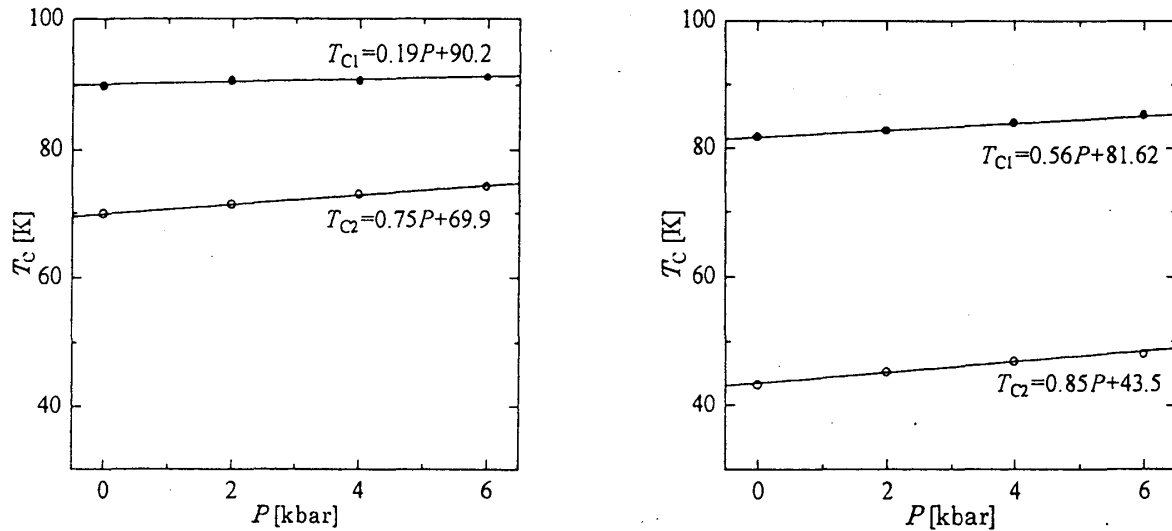 100
80
60
40
T_C [K]
T_C1=0.19P+90.2
T_C2=0.75P+69.9
0 2 4 6
P [kbar]
100
80
60
40
T_C [K]
T_C1=0.56P+81.62
T_C2=0.85P+43.5
0 2 4 6
P [kbar]